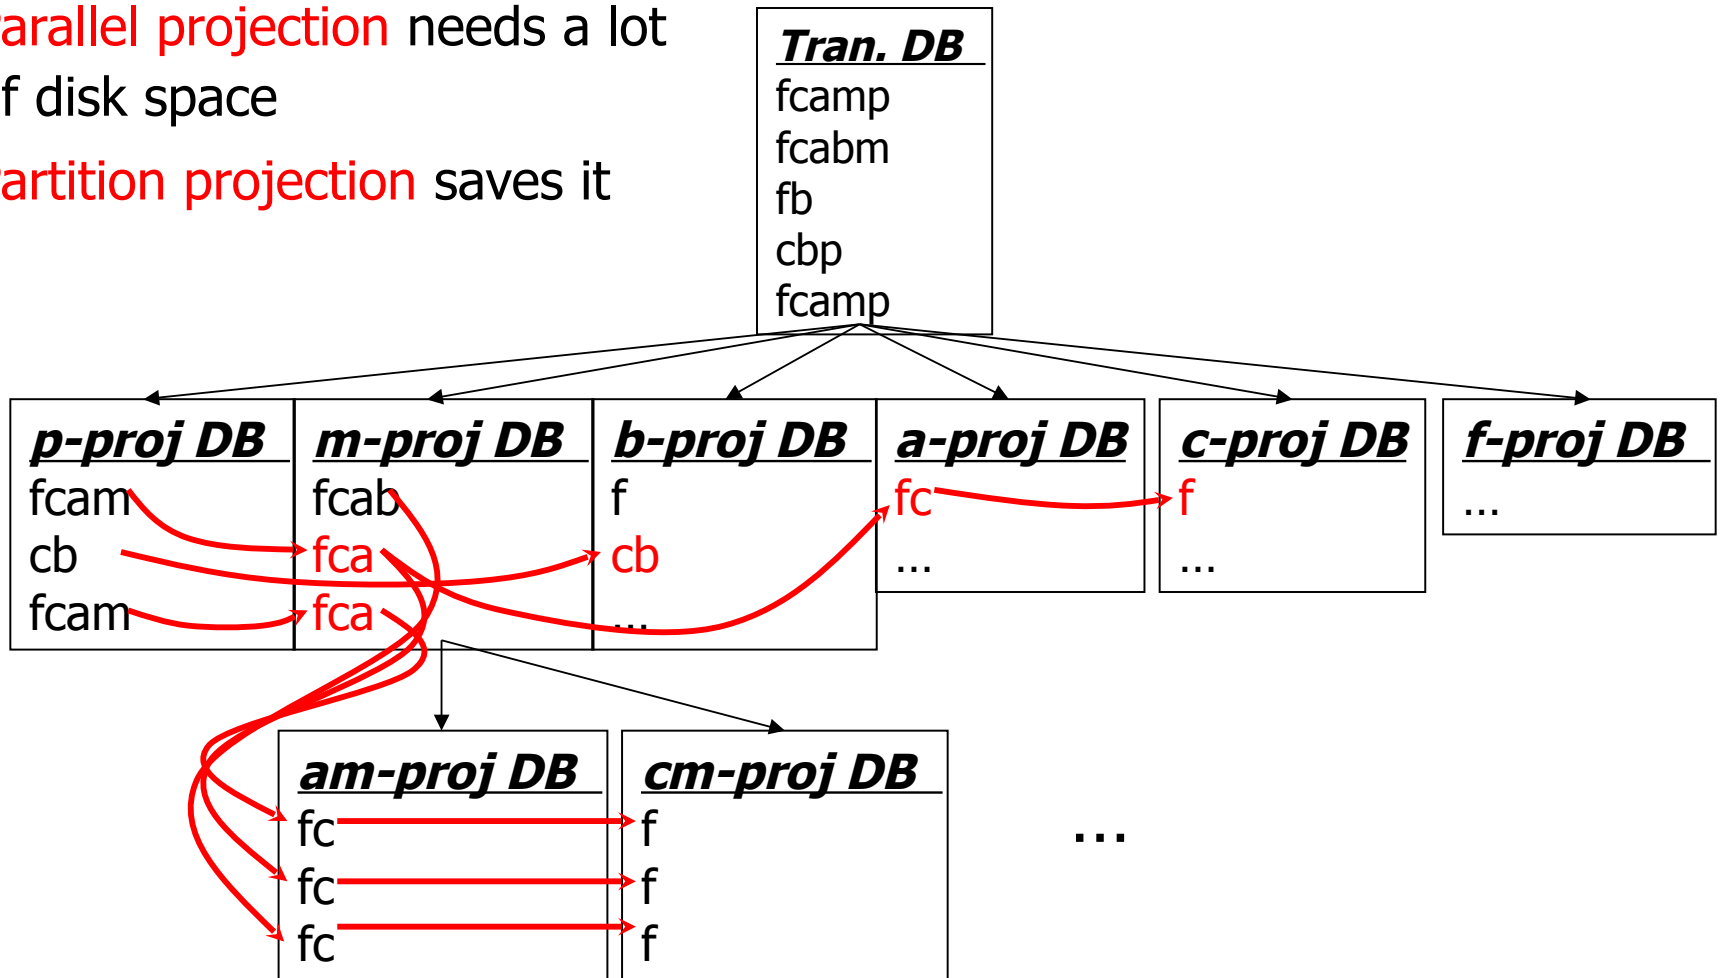 arallel projection needs a lot
f disk space
artition projection saves it
Tran. DB
fcamp
fcabm
fb
cbp
fcamp
p-proj DB
fcam
cb
fcam
m-proj DB
fcab
fca
fca
b-proj DB
f
cb
...
a-proj DB
fc
...
c-proj DB
f
...
f-proj DB
...
am-proj DB
fc
fc
fc
cm-proj DB
f
f
f
...